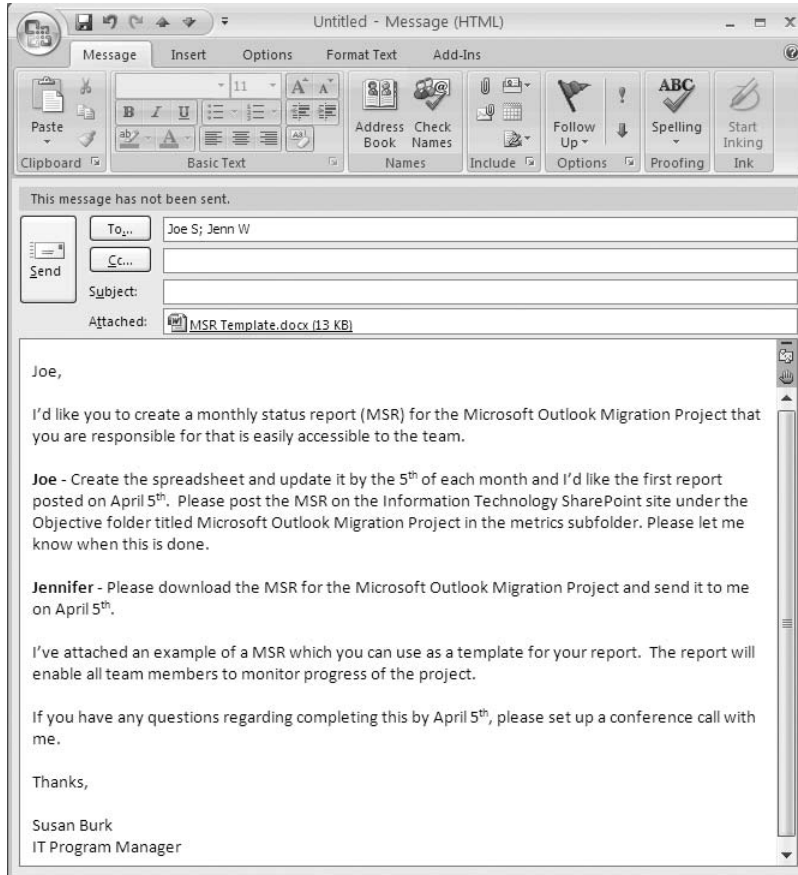 Untitled - Message (HTML)
Message Insert Options Format Text Add-Ins
11 A A
Paste B I U Address Book Check Names Follow Up ABC Spelling Start Inking
ab A Aa
Clipboard Basic Text Names Include Options Proofing Ink
This message has not been sent.
To... Joe S; Jenn W
Send Cc...
Subject:
Attached: MSR Template.docx (13 KB)
Joe,
I'd like you to create a monthly status report (MSR) for the Microsoft Outlook Migration Project that
you are responsible for that is easily accessible to the team.
Joe - Create the spreadsheet and update it by the 5th of each month and I'd like the first report
posted on April 5th. Please post the MSR on the Information Technology SharePoint site under the
Objective folder titled Microsoft Outlook Migration Project in the metrics subfolder. Please let me
know when this is done.
Jennifer - Please download the MSR for the Microsoft Outlook Migration Project and send it to me
on April 5th.
I've attached an example of a MSR which you can use as a template for your report. The report will
enable all team members to monitor progress of the project.
If you have any questions regarding completing this by April 5th, please set up a conference call with
me.
Thanks,
Susan Burk
IT Program Manager